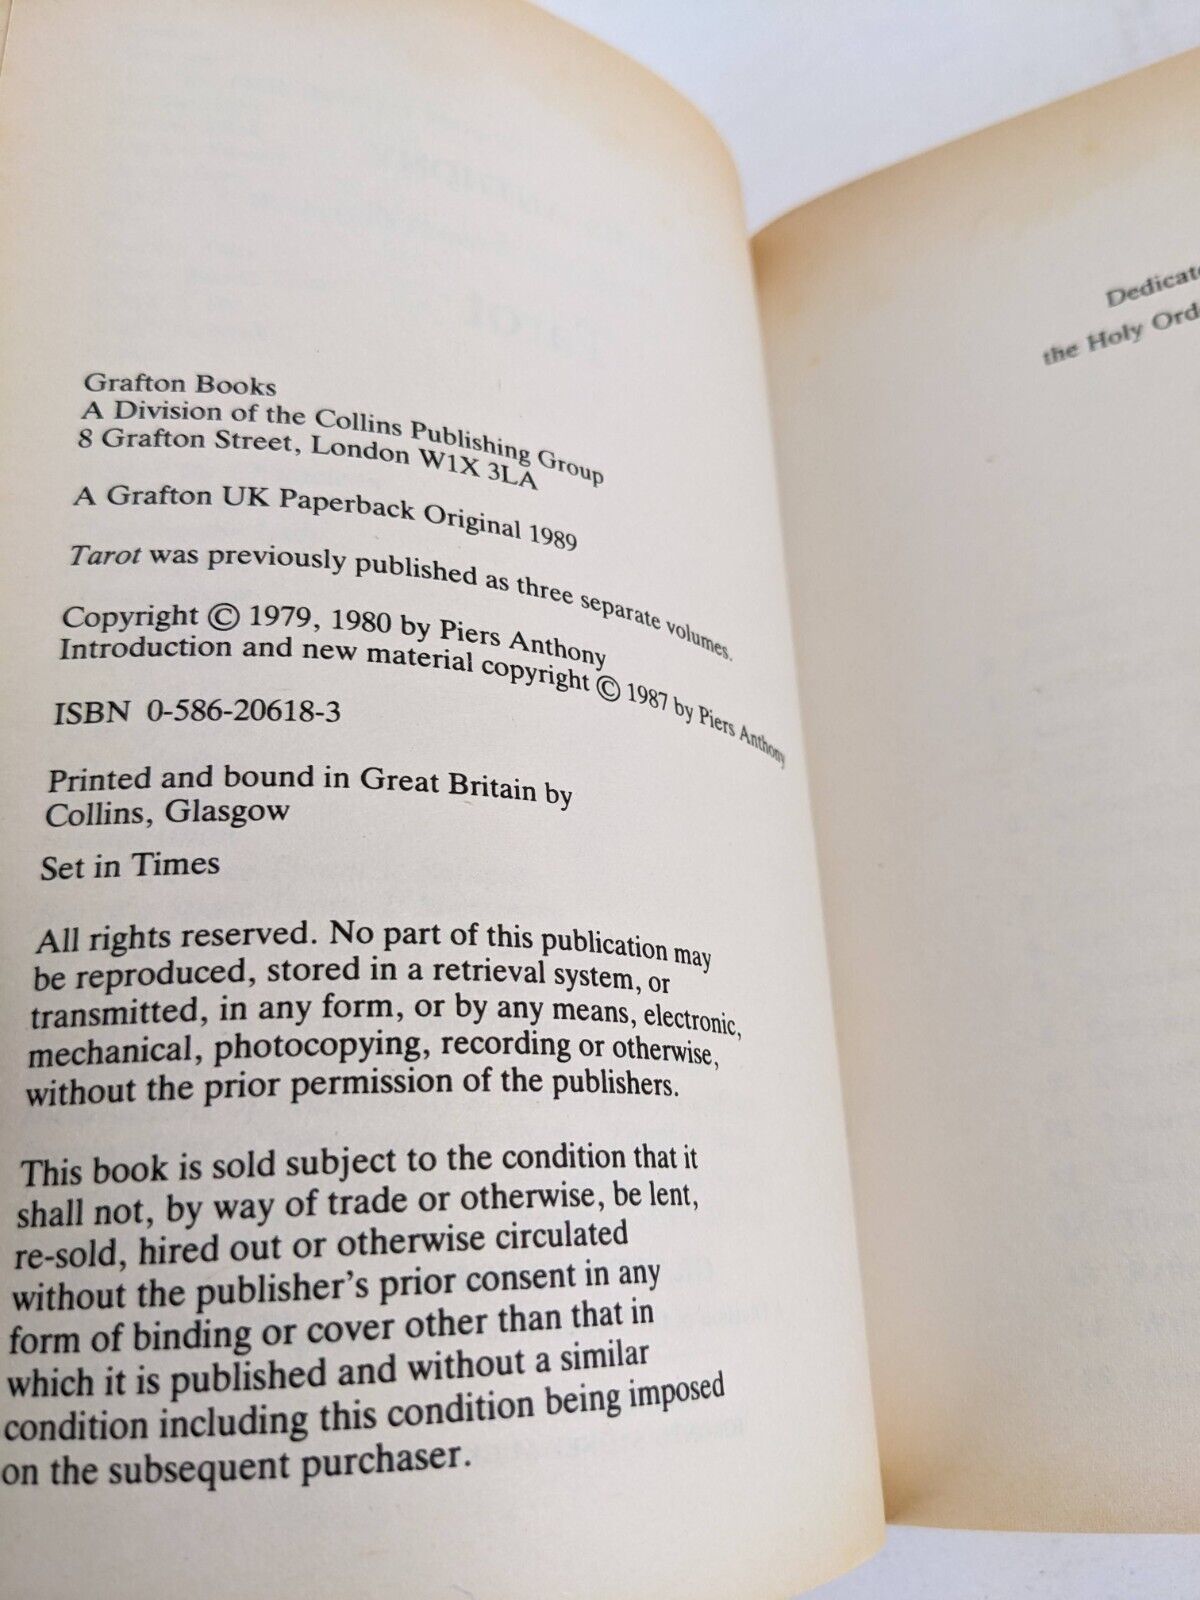 Grafton Books
A Division of the Collins Publishing Group
8 Grafton Street, London W1X 3LA
A Grafton UK Paperback Original 1989
Tarot was previously published as three separate volumes.
Copyright © 1979, 1980 by Piers Anthony
Introduction and new material copyright © 1987 by Piers Anthony
ISBN 0-586-20618-3
Printed and bound in Great Britain by
Collins, Glasgow
Set in Times
All rights reserved. No part of this publication may
be reproduced, stored in a retrieval system, or
transmitted, in any form, or by any means, electronic,
mechanical, photocopying, recording or otherwise,
without the prior permission of the publishers.
This book is sold subject to the condition that it
shall not, by way of trade or otherwise, be lent,
re-sold, hired out or otherwise circulated
without the publisher's prior consent in any
form of binding or cover other than that in
which it is published and without a similar
condition including this condition being imposed
on the subsequent purchaser.
the Holy